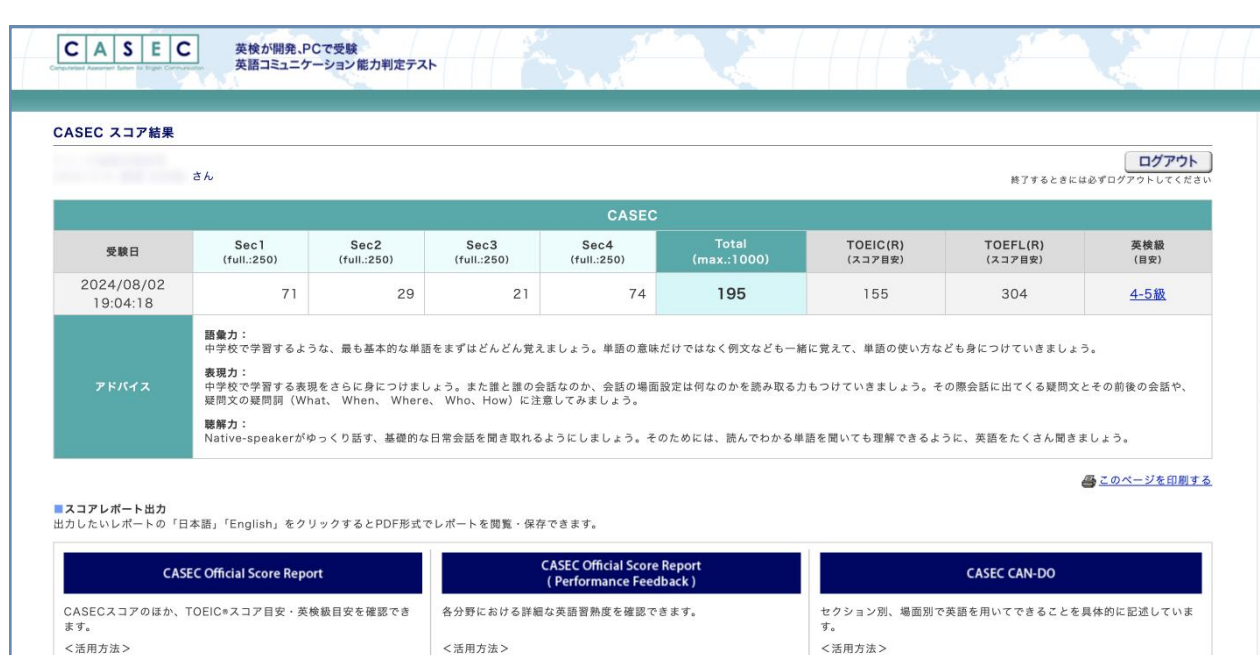 CASEC
Computerized Assessment System for English Communication
英検が開発、PCで受験
英語コミュニケーション能力判定テスト
CASEC スコア結果
さん
ログアウト
終了するときには必ずログアウトしてください
CASEC
受験日 Sec1 (full.:250) Sec2 (full.:250) Sec3 (full.:250) Sec4 (full.:250) Total (max.:1000) TOEIC(R) (スコア目安) TOEFL(R) (スコア目安) 英検級 (目安)
2024/08/02 19:04:18 71 29 21 74 195 155 304 4-5級
アドバイス
語彙力：
中学校で学習するような、最も基本的な単語をまずはどんどん覚えましょう。単語の意味だけではなく例文なども一緒に覚えて、単語の使い方なども身につけていきましょう。
表現力：
中学校で学習する表現をさらに身につけましょう。また誰と誰の会話なのか、会話の場面設定は何なのかを読み取る力もつけていきましょう。その際会話に出てくる疑問文とその前後の会話や、
疑問文の疑問詞（What、 When、 Where、 Who、How）に注意してみましょう。
聴解力：
Native-speakerがゆっくり話す、基礎的な日常会話を聞き取れるようにしましょう。そのためには、読んでわかる単語を聞いても理解できるように、英語をたくさん聞きましょう。
このページを印刷する
■スコアレポート出力
出力したいレポートの「日本語」「English」をクリックするとPDF形式でレポートを閲覧・保存できます。
CASEC Official Score Report
CASECスコアのほか、TOEIC®スコア目安・英検級目安を確認でき
ます。
＜活用方法＞
CASEC Official Score Report
( Performance Feedback )
各分野における詳細な英語習熟度を確認できます。
＜活用方法＞
CASEC CAN-DO
セクション別、場面別で英語を用いてできることを具体的に記述していま
す。
＜活用方法＞